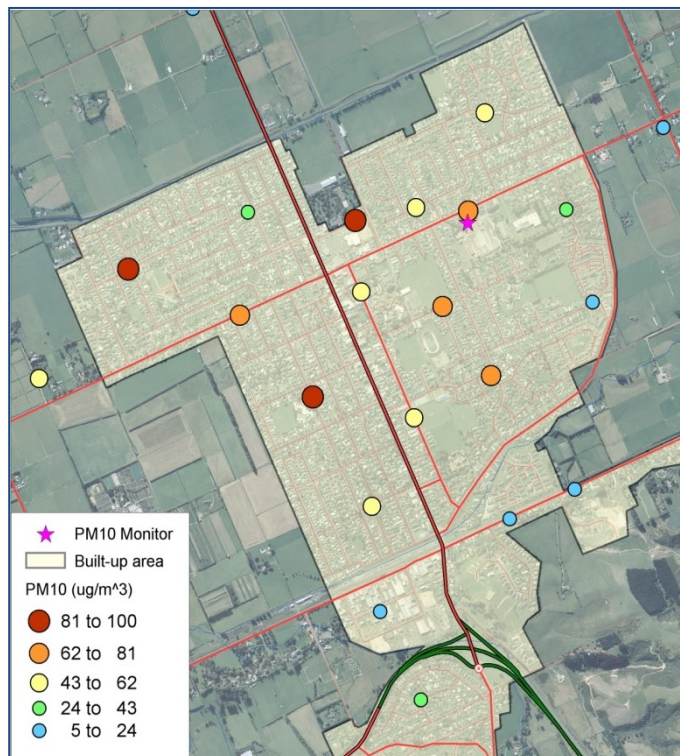 PM10 Monitor
Built-up area
PM10 (ug/m^3)
81 to 100
62 to 81
43 to 62
24 to 43
5 to 24